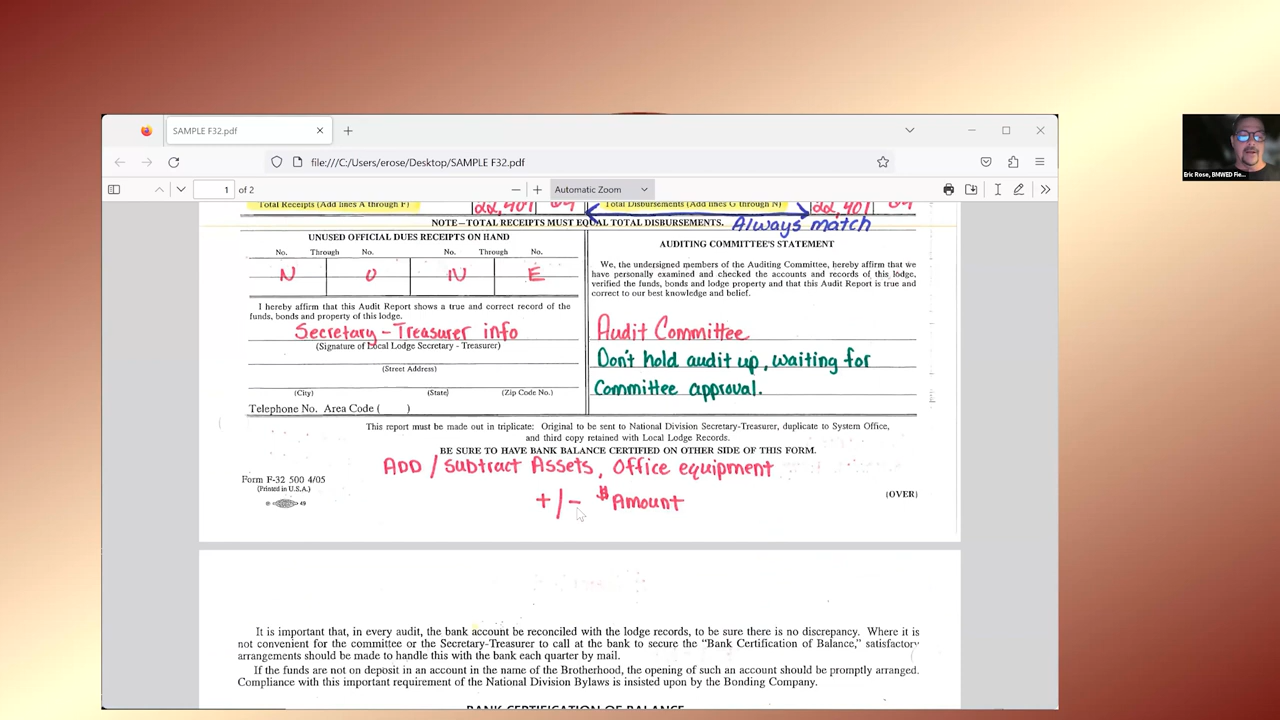 SAMPLE F32.pdf
file:///C:/Users/erose/Desktop/SAMPLE F32.pdf
1 of 2
Automatic Zoom
Eric Rose, BMWED Fie...
Total Receipts (Add lines A through F) 22,401
Total Disbursements (Add lines G through N) 22,401
NOTE–TOTAL RECEIPTS MUST EQUAL TOTAL DISBURSEMENTS. Always match
UNUSED OFFICIAL DUES RECEIPTS ON HAND
No. Through No. No. Through No.
N O N E
I hereby affirm that this Audit Report shows a true and correct record of the
funds, bonds and property of this lodge.
Secretary-Treasurer info
(Signature of Local Lodge Secretary - Treasurer)
(Street Address)
(City) (State) (Zip Code No.)
Telephone No. Area Code ( )
AUDITING COMMITTEE'S STATEMENT
We, the undersigned members of the Auditing Committee, hereby affirm that we
have personally examined and checked the accounts and records of this lodge,
verified the funds, bonds and lodge property and that this Audit Report is true and
correct to our best knowledge and belief.
Audit Committee
Don't hold audit up, waiting for
Committee approval.
This report must be made out in triplicate: Original to be sent to National Division Secretary-Treasurer, duplicate to System Office,
and third copy retained with Local Lodge Records.
BE SURE TO HAVE BANK BALANCE CERTIFIED ON OTHER SIDE OF THIS FORM.
ADD / Subtract Assets, Office equipment
+/- $ Amount
Form F-32 500 4/05
(Printed in U.S.A.)
49
(OVER)
It is important that, in every audit, the bank account be reconciled with the lodge records, to be sure there is no discrepancy. Where it is
not convenient for the committee or the Secretary-Treasurer to call at the bank to secure the “Bank Certification of Balance,” satisfactory
arrangements should be made to handle this with the bank each quarter by mail.
If the funds are not on deposit in an account in the name of the Brotherhood, the opening of such an account should be promptly arranged.
Compliance with this important requirement of the National Division Bylaws is insisted upon by the Bonding Company.
BANK CERTIFICATION OF BALANCE